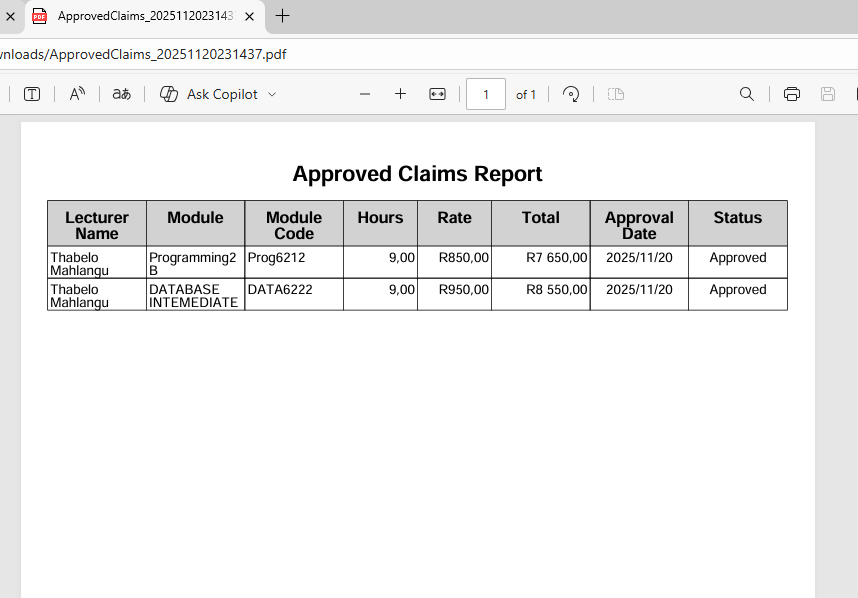 ApprovedClaims_2025112023143
wnloads/ApprovedClaims_20251120231437.pdf
Ask Copilot
1 of 1
Approved Claims Report
Lecturer Name Module Module Code Hours Rate Total Approval Date Status
Thabelo Mahlangu Programming2 B Prog6212 9,00 R850,00 R7 650,00 2025/11/20 Approved
Thabelo Mahlangu DATABASE INTEMEDIATE DATA6222 9,00 R950,00 R8 550,00 2025/11/20 Approved